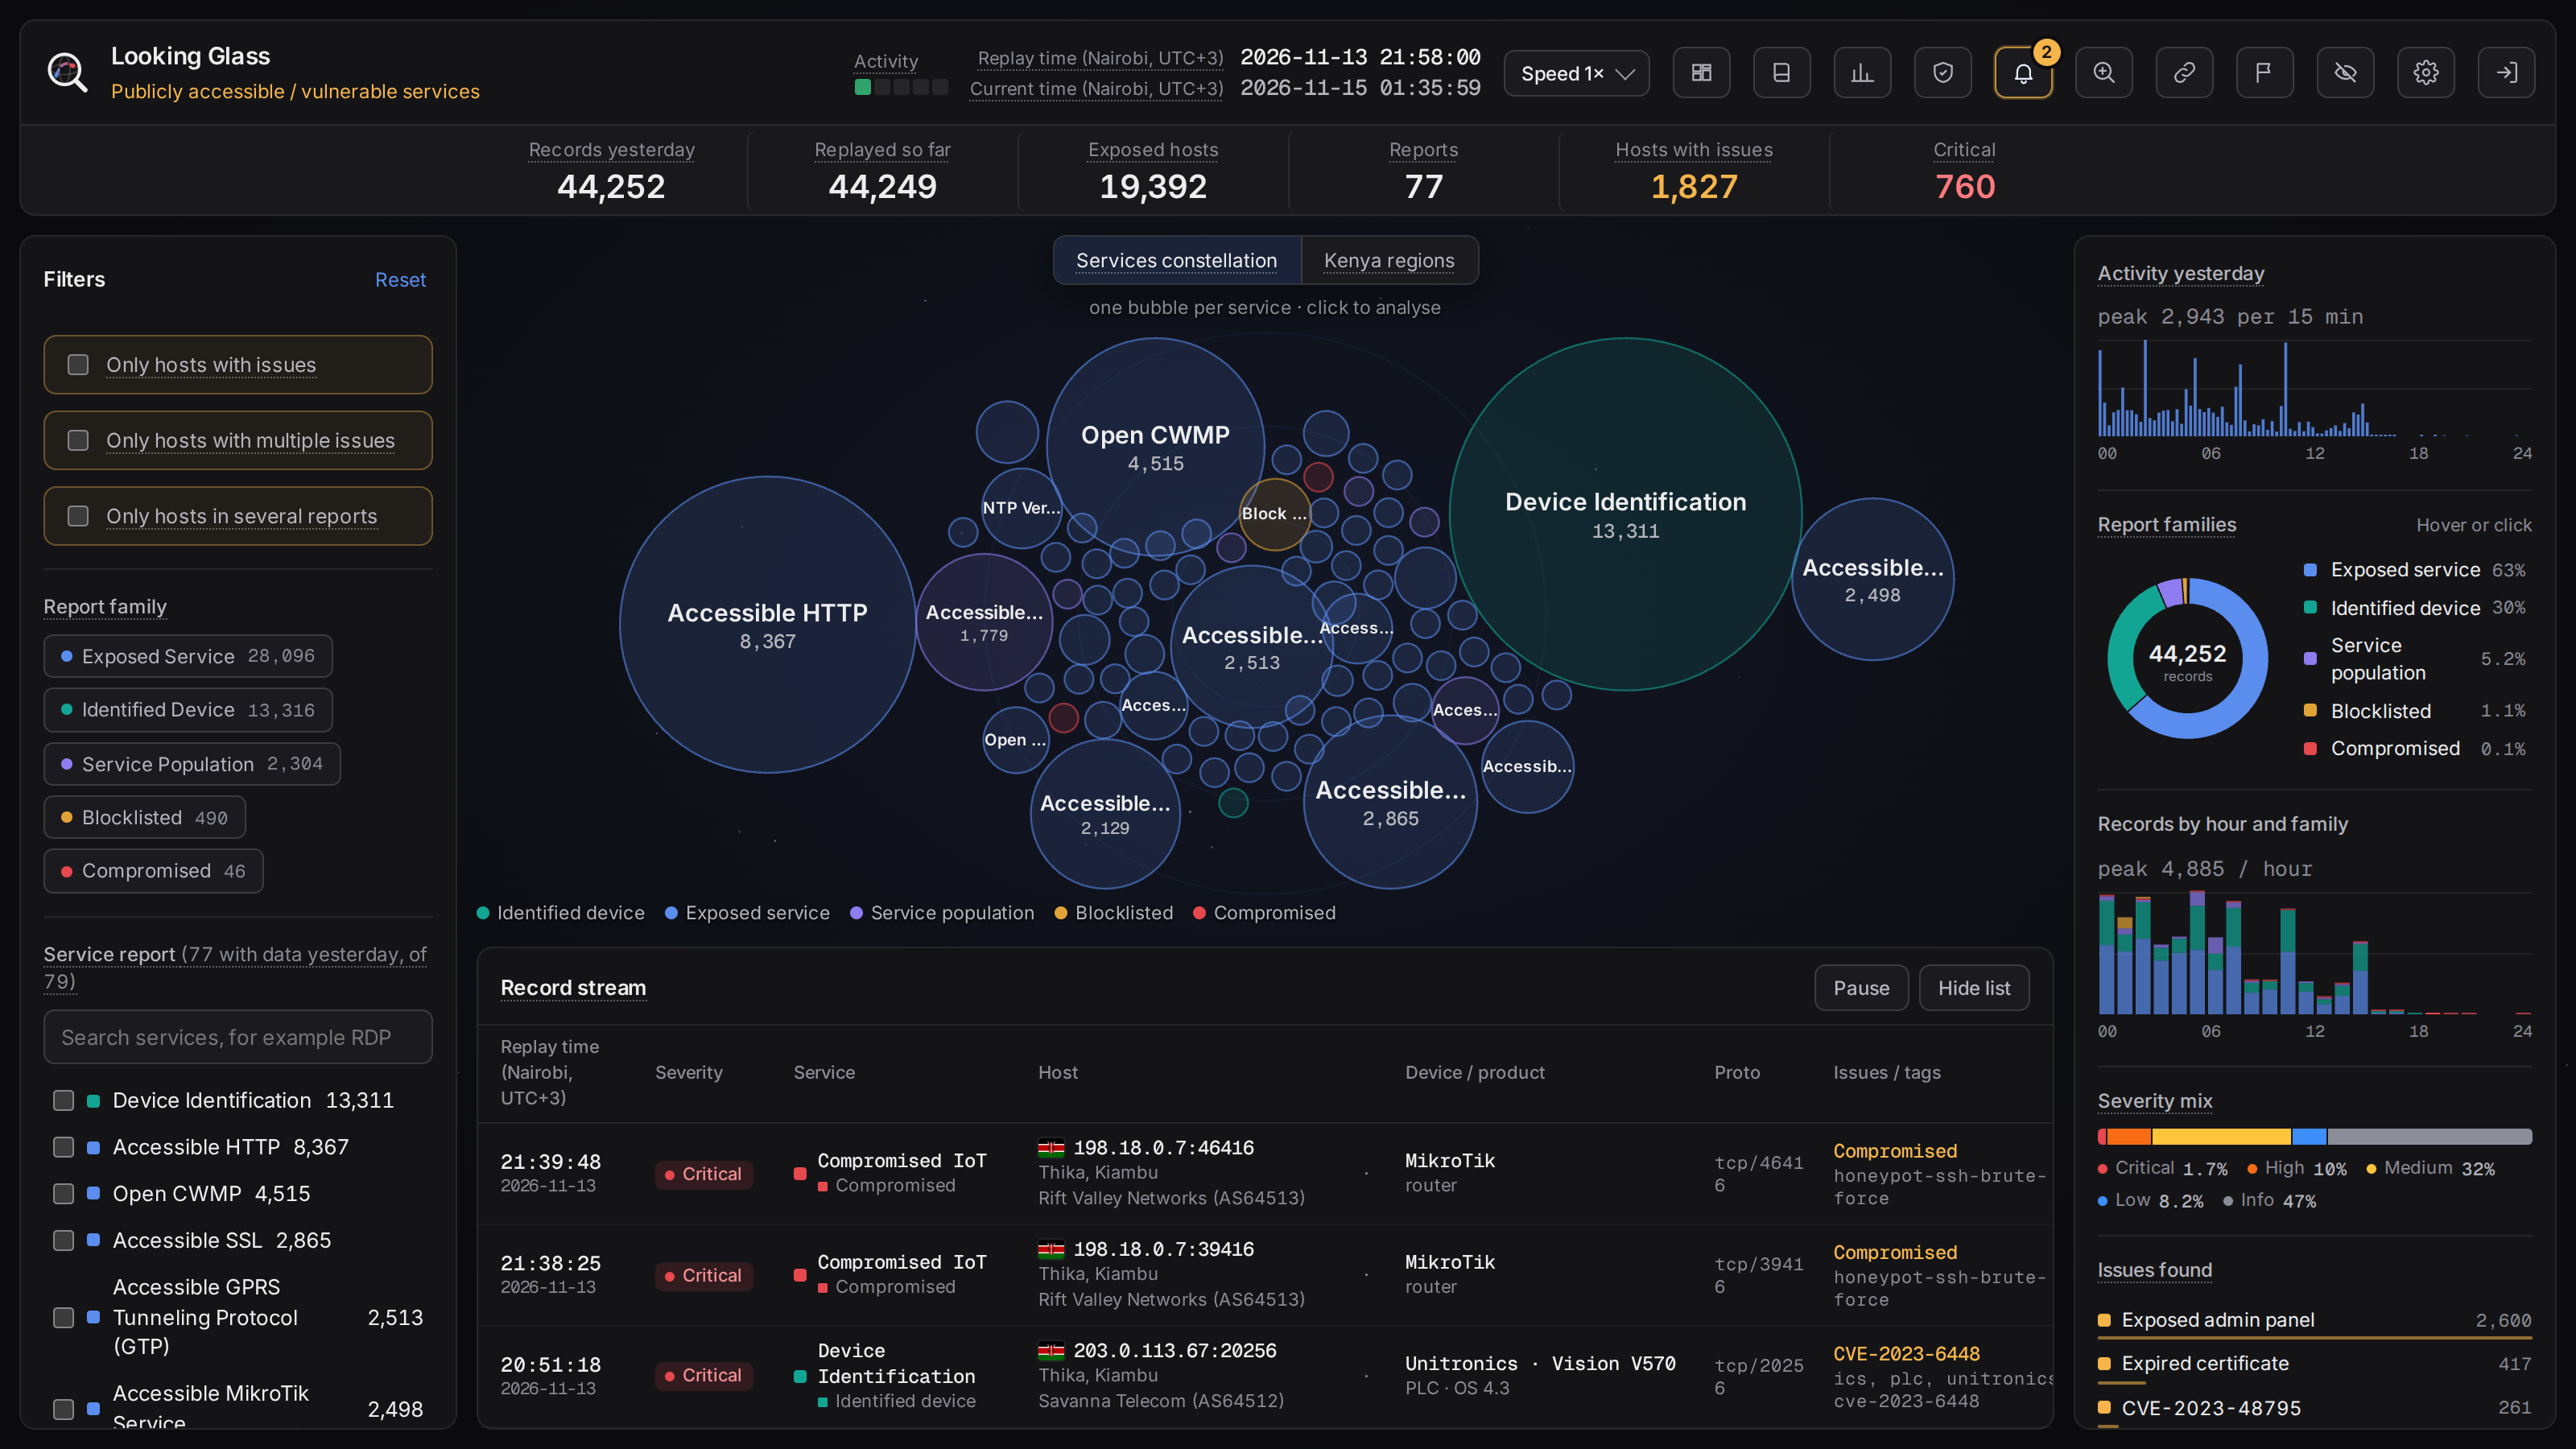 Looking Glass
Publicly accessible / vulnerable services
Activity
Replay time (Nairobi, UTC+3) 2026-11-13 21:58:00
Current time (Nairobi, UTC+3) 2026-11-15 01:35:59
Speed 1×
2
Records yesterday
44,252
Replayed so far
44,249
Exposed hosts
19,392
Reports
77
Hosts with issues
1,827
Critical
760
Filters
Reset
Only hosts with issues
Only hosts with multiple issues
Only hosts in several reports
Report family
Exposed Service 28,096
Identified Device 13,316
Service Population 2,304
Blocklisted 490
Compromised 46
Service report (77 with data yesterday, of
79)
Search services, for example RDP
Device Identification 13,311
Accessible HTTP 8,367
Open CWMP 4,515
Accessible SSL 2,865
Accessible GPRS
Tunneling Protocol
(GTP)
2,513
Accessible MikroTik
Service
2,498
Services constellation
Kenya regions
one bubble per service · click to analyse
Open CWMP
4,515
Device Identification
13,311
NTP Ver...
Block ...
Accessible...
2,498
Accessible HTTP
8,367
Accessible...
1,779
Accessible...
2,513
Access...
Acces...
Acces...
Open ...
Accessib...
Accessible...
2,129
Accessible...
2,865
Identified device
Exposed service
Service population
Blocklisted
Compromised
Record stream
Pause
Hide list
Replay time
(Nairobi,
UTC+3)
Severity
Service
Host
Device / product
Proto
Issues / tags
21:39:48
2026-11-13
Critical
Compromised IoT
Compromised
198.18.0.7:46416
Thika, Kiambu
Rift Valley Networks (AS64513)
·
MikroTik
router
tcp/4641
6
Compromised
honeypot-ssh-brute-
force
21:38:25
2026-11-13
Critical
Compromised IoT
Compromised
198.18.0.7:39416
Thika, Kiambu
Rift Valley Networks (AS64513)
·
MikroTik
router
tcp/3941
6
Compromised
honeypot-ssh-brute-
force
20:51:18
2026-11-13
Critical
Device
Identification
Identified device
203.0.113.67:20256
Thika, Kiambu
Savanna Telecom (AS64512)
·
Unitronics · Vision V570
PLC · OS 4.3
tcp/2025
6
CVE-2023-6448
ics, plc, unitronics
cve-2023-6448
Activity yesterday
peak 2,943 per 15 min
00 06 12 18 24
Report families
Hover or click
44,252
records
Exposed service 63%
Identified device 30%
Service
population
5.2%
Blocklisted 1.1%
Compromised 0.1%
Records by hour and family
peak 4,885 / hour
00 06 12 18 24
Severity mix
Critical 1.7% High 10% Medium 32%
Low 8.2% Info 47%
Issues found
Exposed admin panel 2,600
Expired certificate 417
CVE-2023-48795 261